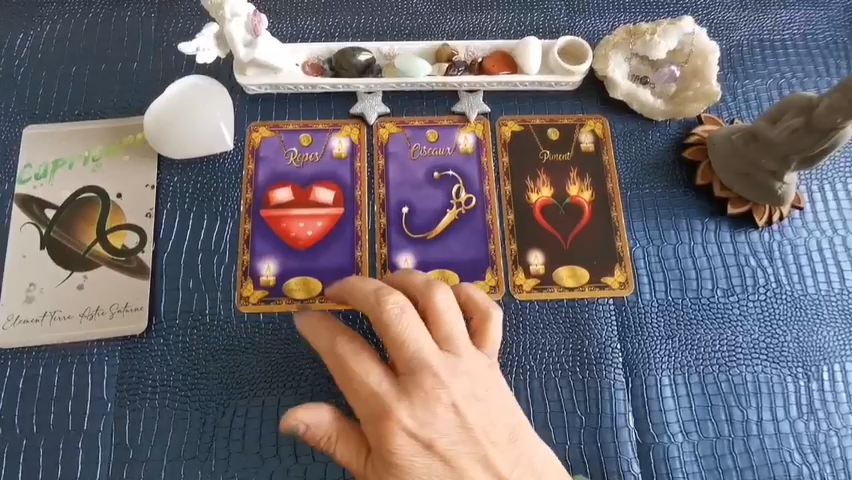 Capricorne
Element Terre Astre Saturne
Repos
Ciseaux
Piment